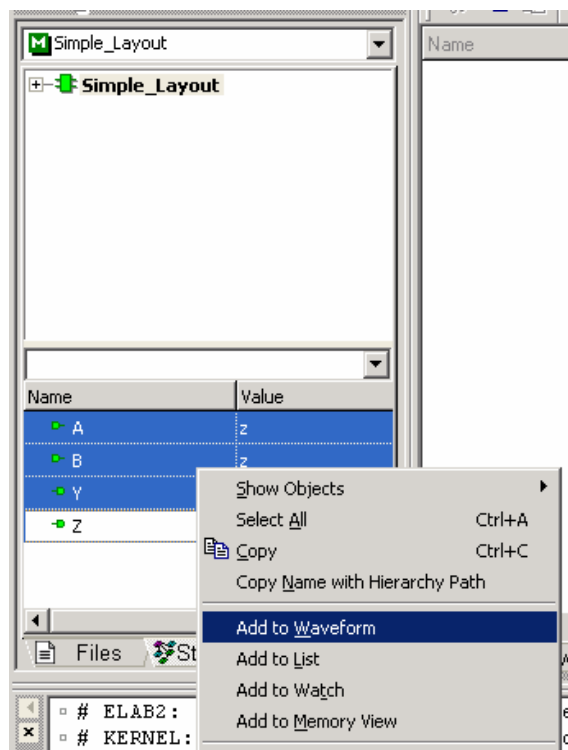 Simple_Layout
Name
Simple_Layout
Name Value
A z
B z
Y
Z
Show Objects
Select All Ctrl+A
Copy Ctrl+C
Copy Name with Hierarchy Path
Add to Waveform
Add to List
Add to Watch
Add to Memory View
Files St
# ELAB2:
# KERNEL: